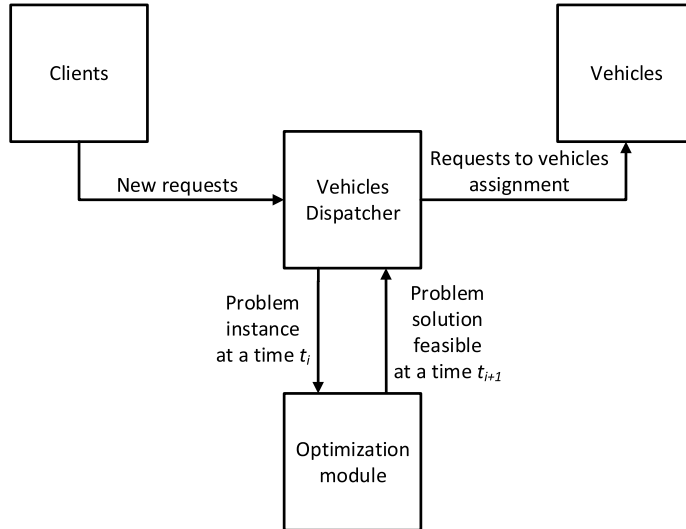 Clients
Vehicles
New requests
Vehicles
Dispatcher
Requests to vehicles
assignment
Problem
instance
at a time tᵢ
Problem
solution
feasible
at a time tᵢ₊₁
Optimization
module